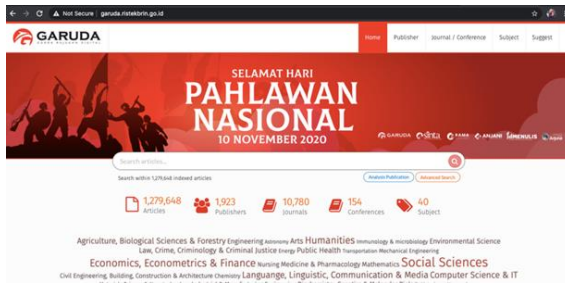 Not Secure | garuda.ristekbrin.go.id
GARUDA
Home Publisher Journal / Conference Subject Suggest
SELAMAT HARI
PAHLAWAN
NASIONAL
10 NOVEMBER 2020
GARUDA sinta RAMA ANJANI
Search articles...
Search within 1,279,648 indexed articles
Analysis Publication Advanced Search
1,279,648 Articles
1,923 Publishers
10,780 Journals
154 Conferences
40 Subject
Agriculture, Biological Sciences & Forestry Engineering Astronomy Arts Humanities Immunology & microbiology Environmental Science
Law, Crime, Criminology & Criminal Justice Energy Public Health Transportation Mechanical Engineering
Economics, Econometrics & Finance Nursing Medicine & Pharmacology Mathematics Social Sciences
Civil Engineering, Building, Construction & Architecture Chemistry Languange, Linguistic, Communication & Media Computer Science & IT